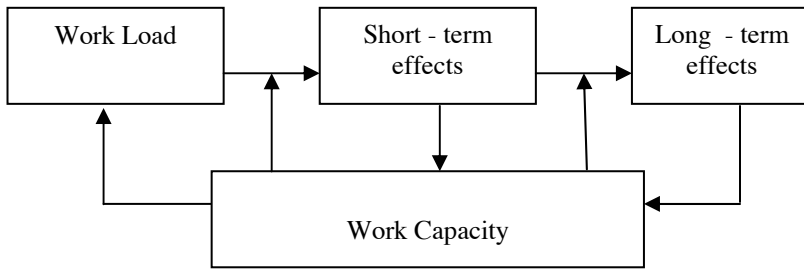 Work Load
Short - term
effects
Long - term
effects
Work Capacity